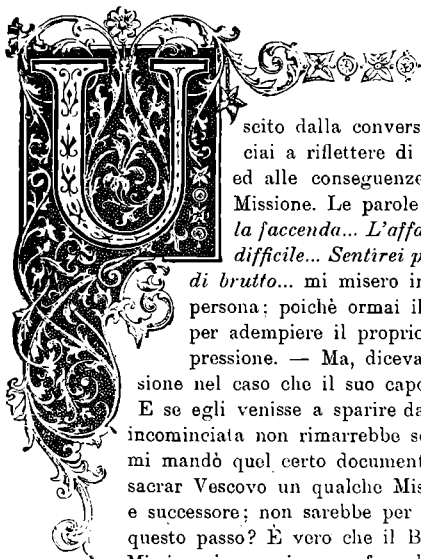 U
scito dalla convers
ciai a riflettere di
ed alle conseguenze
Missione. Le parole
la faccenda... L'affa
difficile... Sentirei p
di brutto... mi misero in
persona; poichè ormai il
per adempiere il proprio
pressione. — Ma, diceva
sione nel caso che il suo capo
E se egli venisse a sparire da
incominciata non rimarrebbe se
mi mandò quel certo document
sacrar Vescovo un qualche Mis
e successore; non sarebbe per
questo passo? È vero che il B